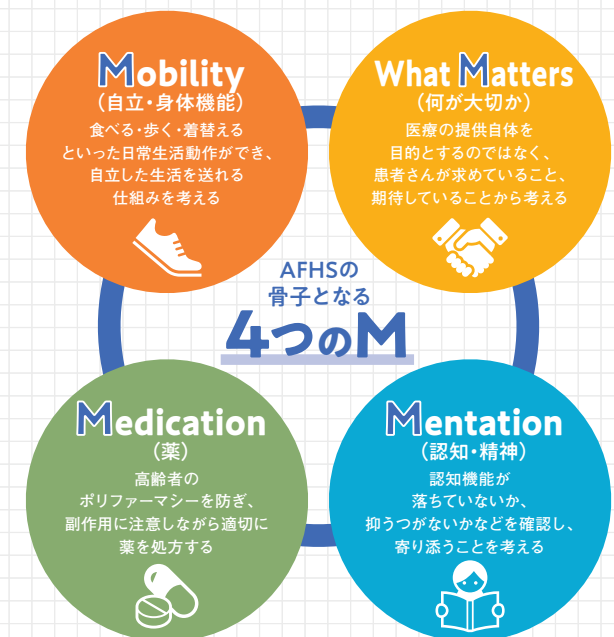 Mobility
(自立・身体機能)
食べる・歩く・着替える
といった日常生活動作ができ、
自立した生活を送れる
仕組みを考える
What Matters
(何が大切か)
医療の提供自体を
目的とするのではなく、
患者さんが求めていること、
期待していることから考える
AFHSの
骨子となる
4つのM
Medication
(薬)
高齢者の
ポリファーマシーを防ぎ、
副作用に注意しながら適切に
薬を処方する
Mentation
(認知・精神)
認知機能が
落ちていないか、
抑うつがないかなどを確認し、
寄り添うことを考える